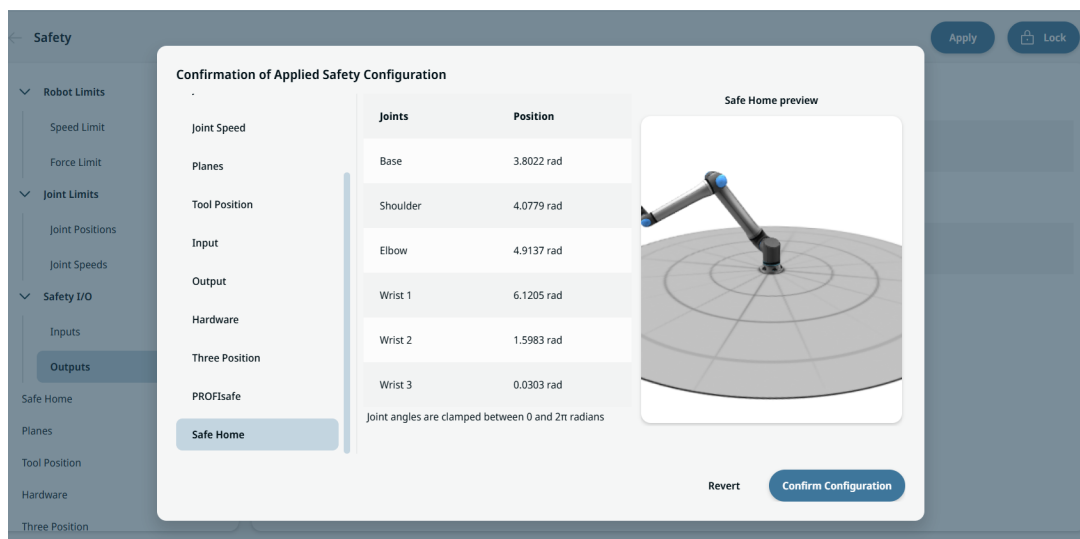 Safety
Apply
Lock
Robot Limits
Speed Limit
Force Limit
Joint Limits
Joint Positions
Joint Speeds
Safety I/O
Inputs
Outputs
Safe Home
Planes
Tool Position
Hardware
Three Position
Confirmation of Applied Safety Configuration
Joint Speed
Planes
Tool Position
Input
Output
Hardware
Three Position
PROFIsafe
Safe Home
Joints Position
Base 3.8022 rad
Shoulder 4.0779 rad
Elbow 4.9137 rad
Wrist 1 6.1205 rad
Wrist 2 1.5983 rad
Wrist 3 0.0303 rad
Joint angles are clamped between 0 and 2π radians
Safe Home preview
Revert
Confirm Configuration